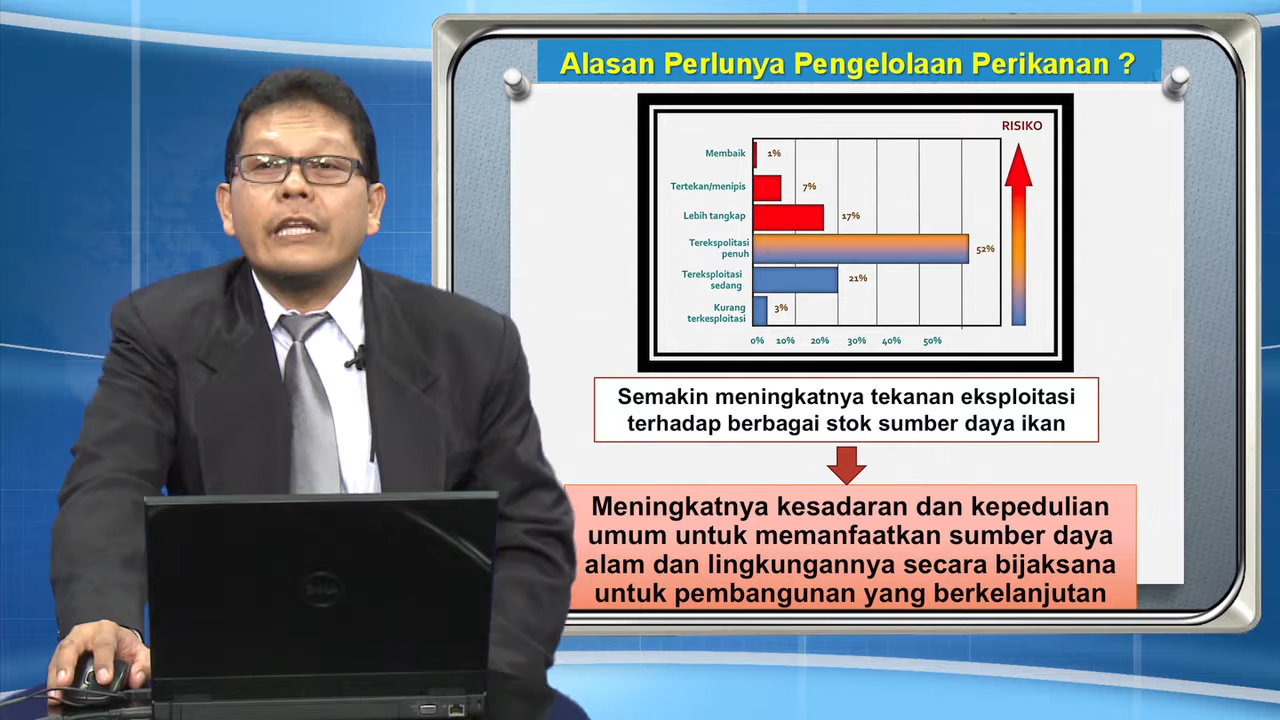 Alasan Perlunya Pengelolaan Perikanan ?
RISIKO
Membaik
1%
Tertekan/menipis
7%
Lebih tangkap
17%
Terekspolitasi
penuh
52%
Tereksploitasi
sedang
21%
Kurang
terkesploitasi
3%
0% 10% 20% 30% 40% 50%
Semakin meningkatnya tekanan eksploitasi
terhadap berbagai stok sumber daya ikan
Meningkatnya kesadaran dan kepedulian
umum untuk memanfaatkan sumber daya
alam dan lingkungannya secara bijaksana
untuk pembangunan yang berkelanjutan
DELL